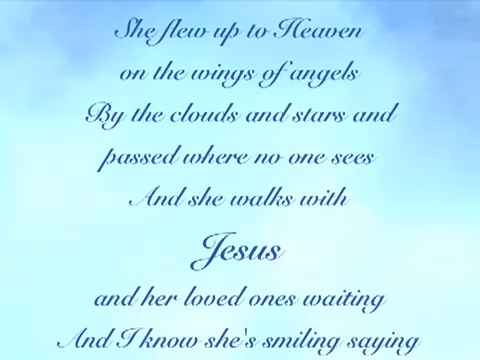 She flew up to Heaven
on the wings of angels
By the clouds and stars and
passed where no one sees
And she walks with
Jesus
and her loved ones waiting
And I know she's smiling saying